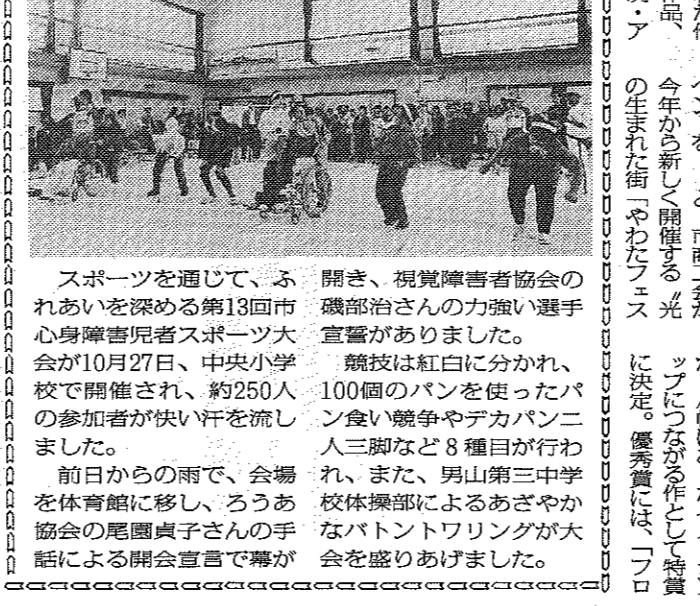 スポーツを通じて、ふ
れあいを深める第13回市
心身障害児者スポーツ大
会が10月27日、中央小学
校で開催され、約250人
の参加者が快い汗を流し
ました。
前日からの雨で、会場
を体育館に移し、ろうあ
協会の尾園貞子さんの手
話による開会宣言で幕が
開き、視覚障害者協会の
磯部治さんの力強い選手
宣誓がありました。
競技は紅白に分かれ、
100個のパンを使ったパ
ン食い競争やデカパン二
人三脚など8種目が行わ
れ、また、男山第三中学
校体操部によるあざやか
なバトントワリングが大
会を盛りあげました。
今年から新しく開催する〝光
の生まれた街「やわたフェス
ップにつながる作として特賞
に決定。優秀賞には、「フロ